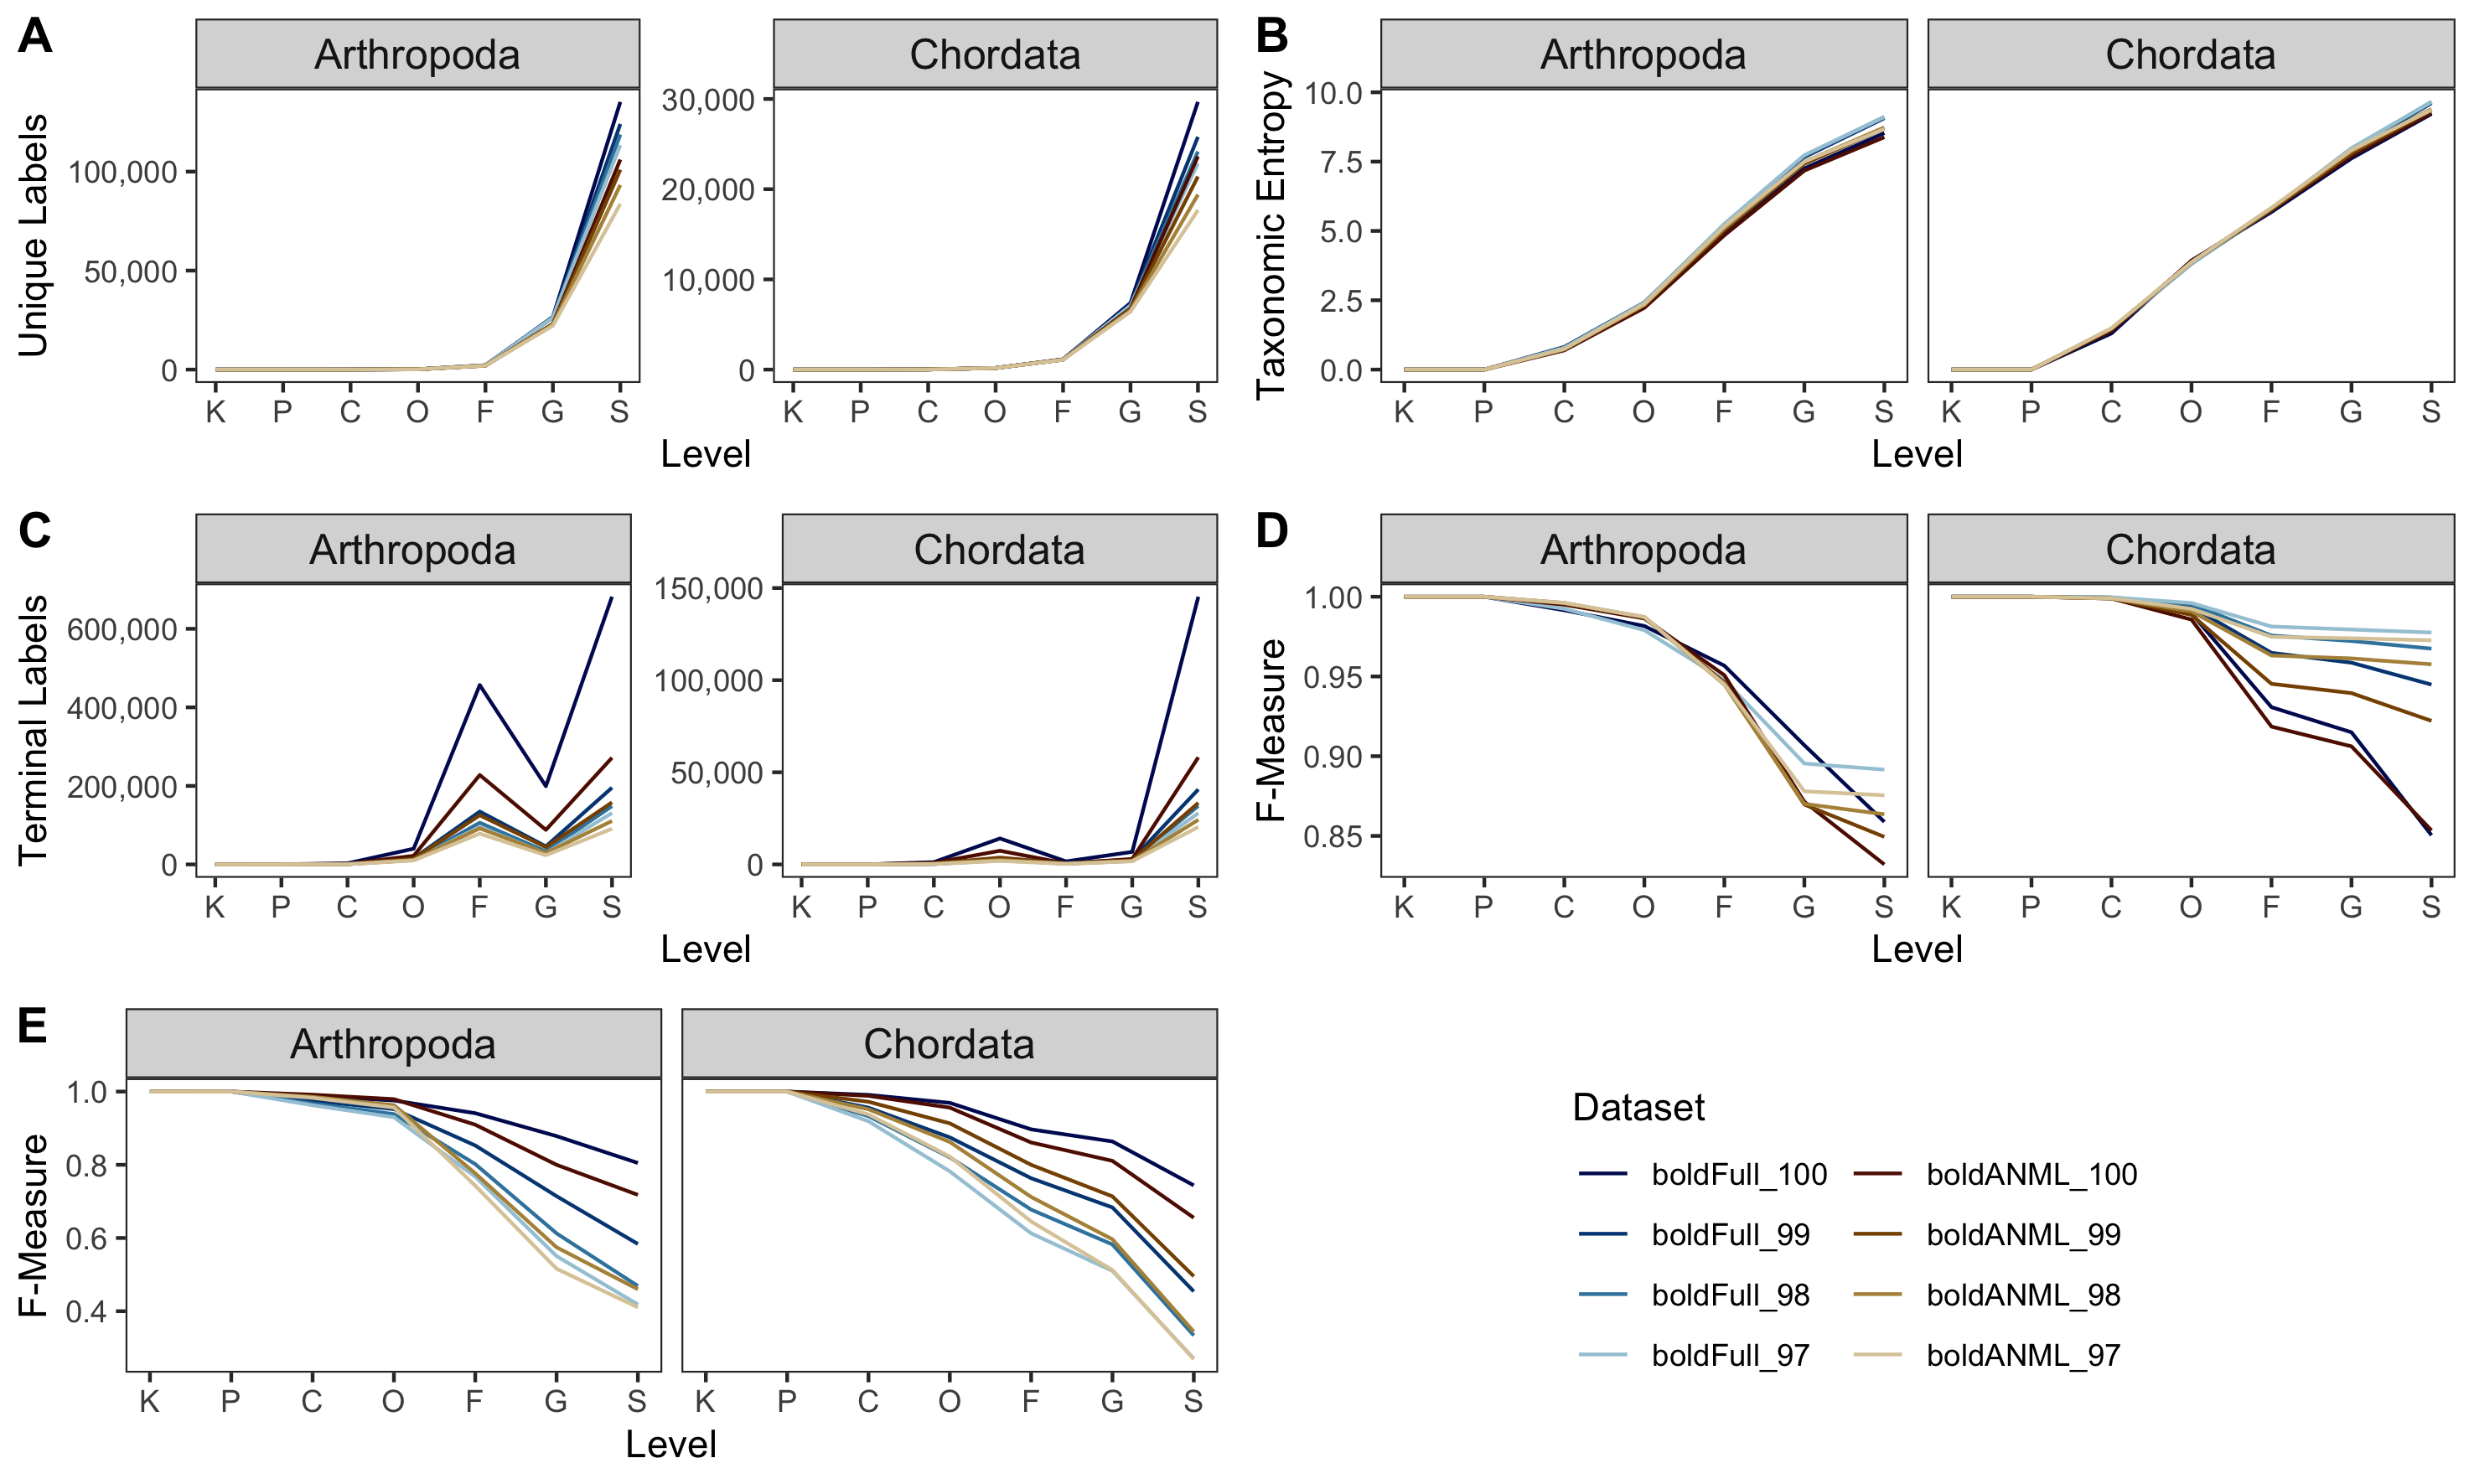 A
Arthropoda
Chordata
Unique Labels
100,000
50,000
0
30,000
20,000
10,000
0
K P C O F G S
K P C O F G S
Level
B
Arthropoda
Chordata
Taxonomic Entropy
10.0
7.5
5.0
2.5
0.0
K P C O F G S
K P C O F G S
Level
C
Arthropoda
Chordata
Terminal Labels
600,000
400,000
200,000
0
150,000
100,000
50,000
0
K P C O F G S
K P C O F G S
Level
D
Arthropoda
Chordata
F-Measure
1.00
0.95
0.90
0.85
K P C O F G S
K P C O F G S
Level
E
Arthropoda
Chordata
F-Measure
1.0
0.8
0.6
0.4
K P C O F G S
K P C O F G S
Level
Dataset
boldFull_100
boldANML_100
boldFull_99
boldANML_99
boldFull_98
boldANML_98
boldFull_97
boldANML_97